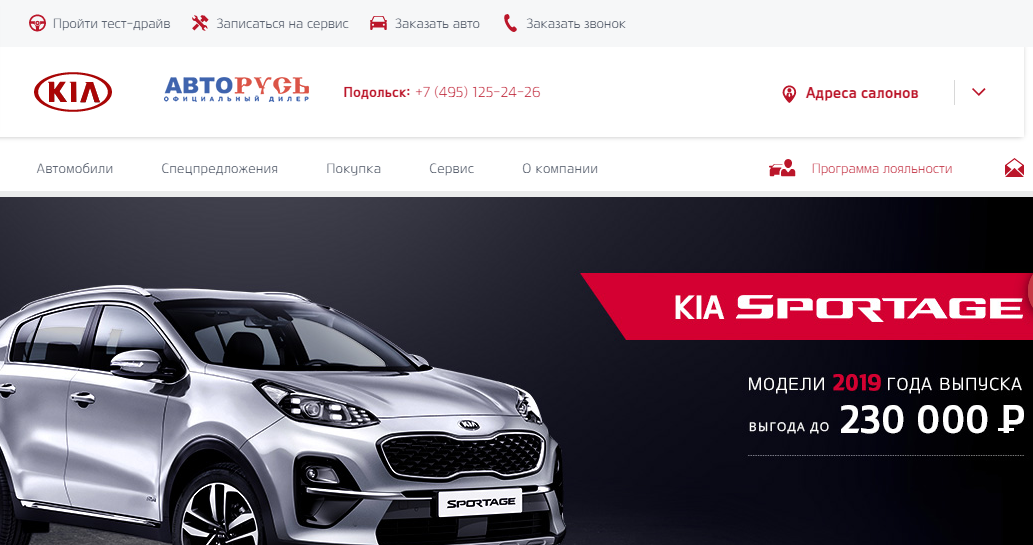 Пройти тест-драйв Записаться на сервис Заказать авто Заказать звонок
KIA АВТОРУСЬ Подольск: +7 (495) 125-24-26 Адреса салонов
ОФИЦИАЛЬНЫЙ ДИЛЕР
Автомобили Спецпредложения Покупка Сервис О компании Программа лояльности
KIA SPORTAGE
МОДЕЛИ 2019 ГОДА ВЫПУСКА
ВЫГОДА ДО 230 000 ₽
KIA
SPORTAGE